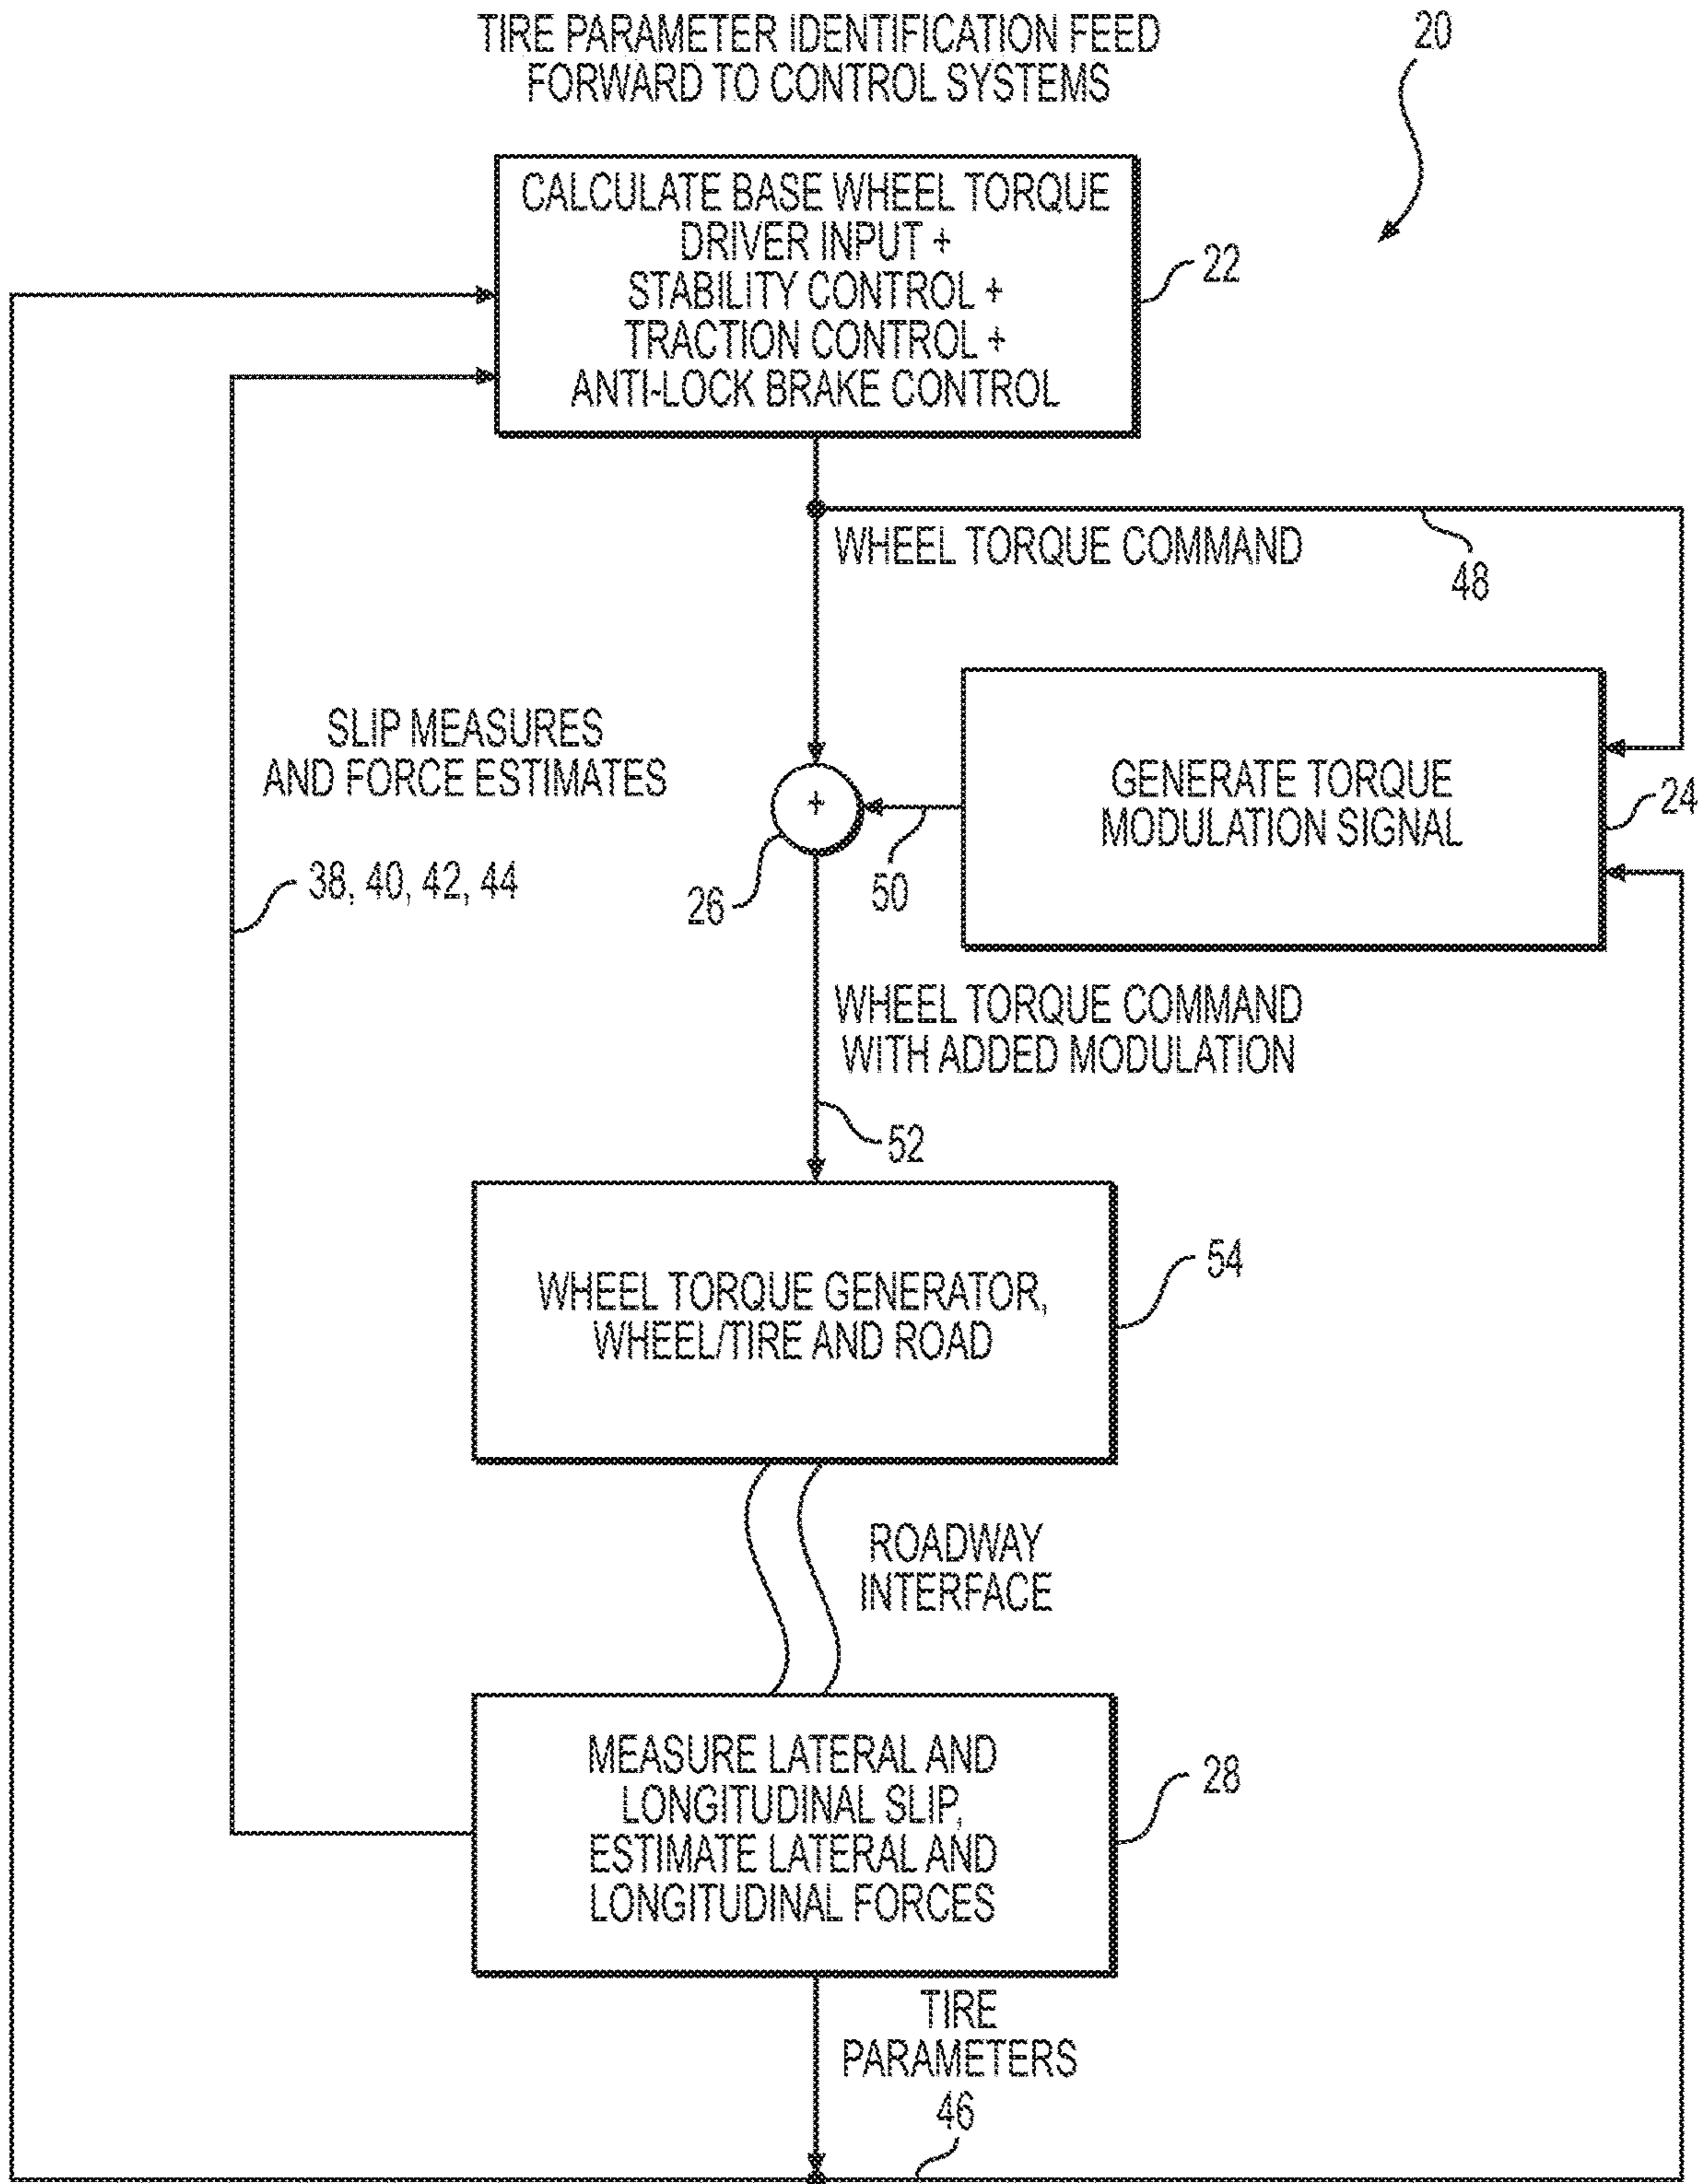 TIRE PARAMETER IDENTIFICATION FEED
FORWARD TO CONTROL SYSTEMS
20
CALCULATE BASE WHEEL TORQUE
DRIVER INPUT +
STABILITY CONTROL +
TRACTION CONTROL +
ANTI-LOCK BRAKE CONTROL
22
WHEEL TORQUE COMMAND
48
SLIP MEASURES
AND FORCE ESTIMATES
38, 40, 42, 44
+
26
50
GENERATE TORQUE
MODULATION SIGNAL
24
WHEEL TORQUE COMMAND
WITH ADDED MODULATION
52
WHEEL TORQUE GENERATOR,
WHEEL/TIRE AND ROAD
54
ROADWAY
INTERFACE
MEASURE LATERAL AND
LONGITUDINAL SLIP,
ESTIMATE LATERAL AND
LONGITUDINAL FORCES
28
TIRE
PARAMETERS
46